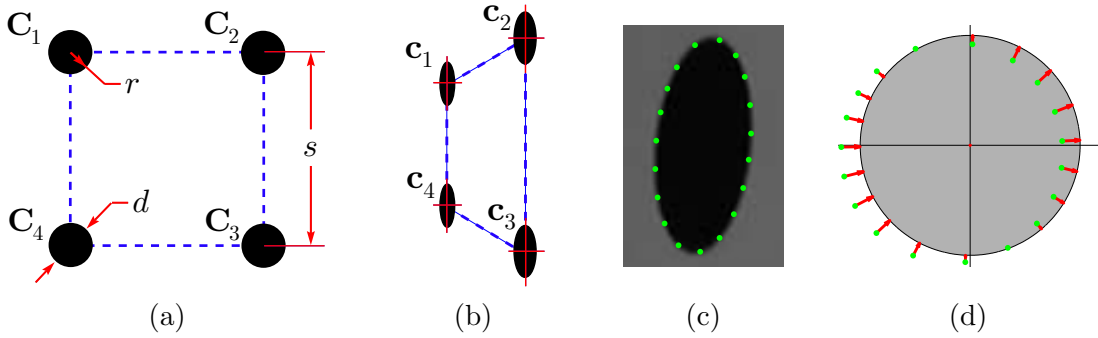 C₁ C₂ r s C₄ d C₃
c₁ c₂ c₄ c₃
(a) (b) (c) (d)